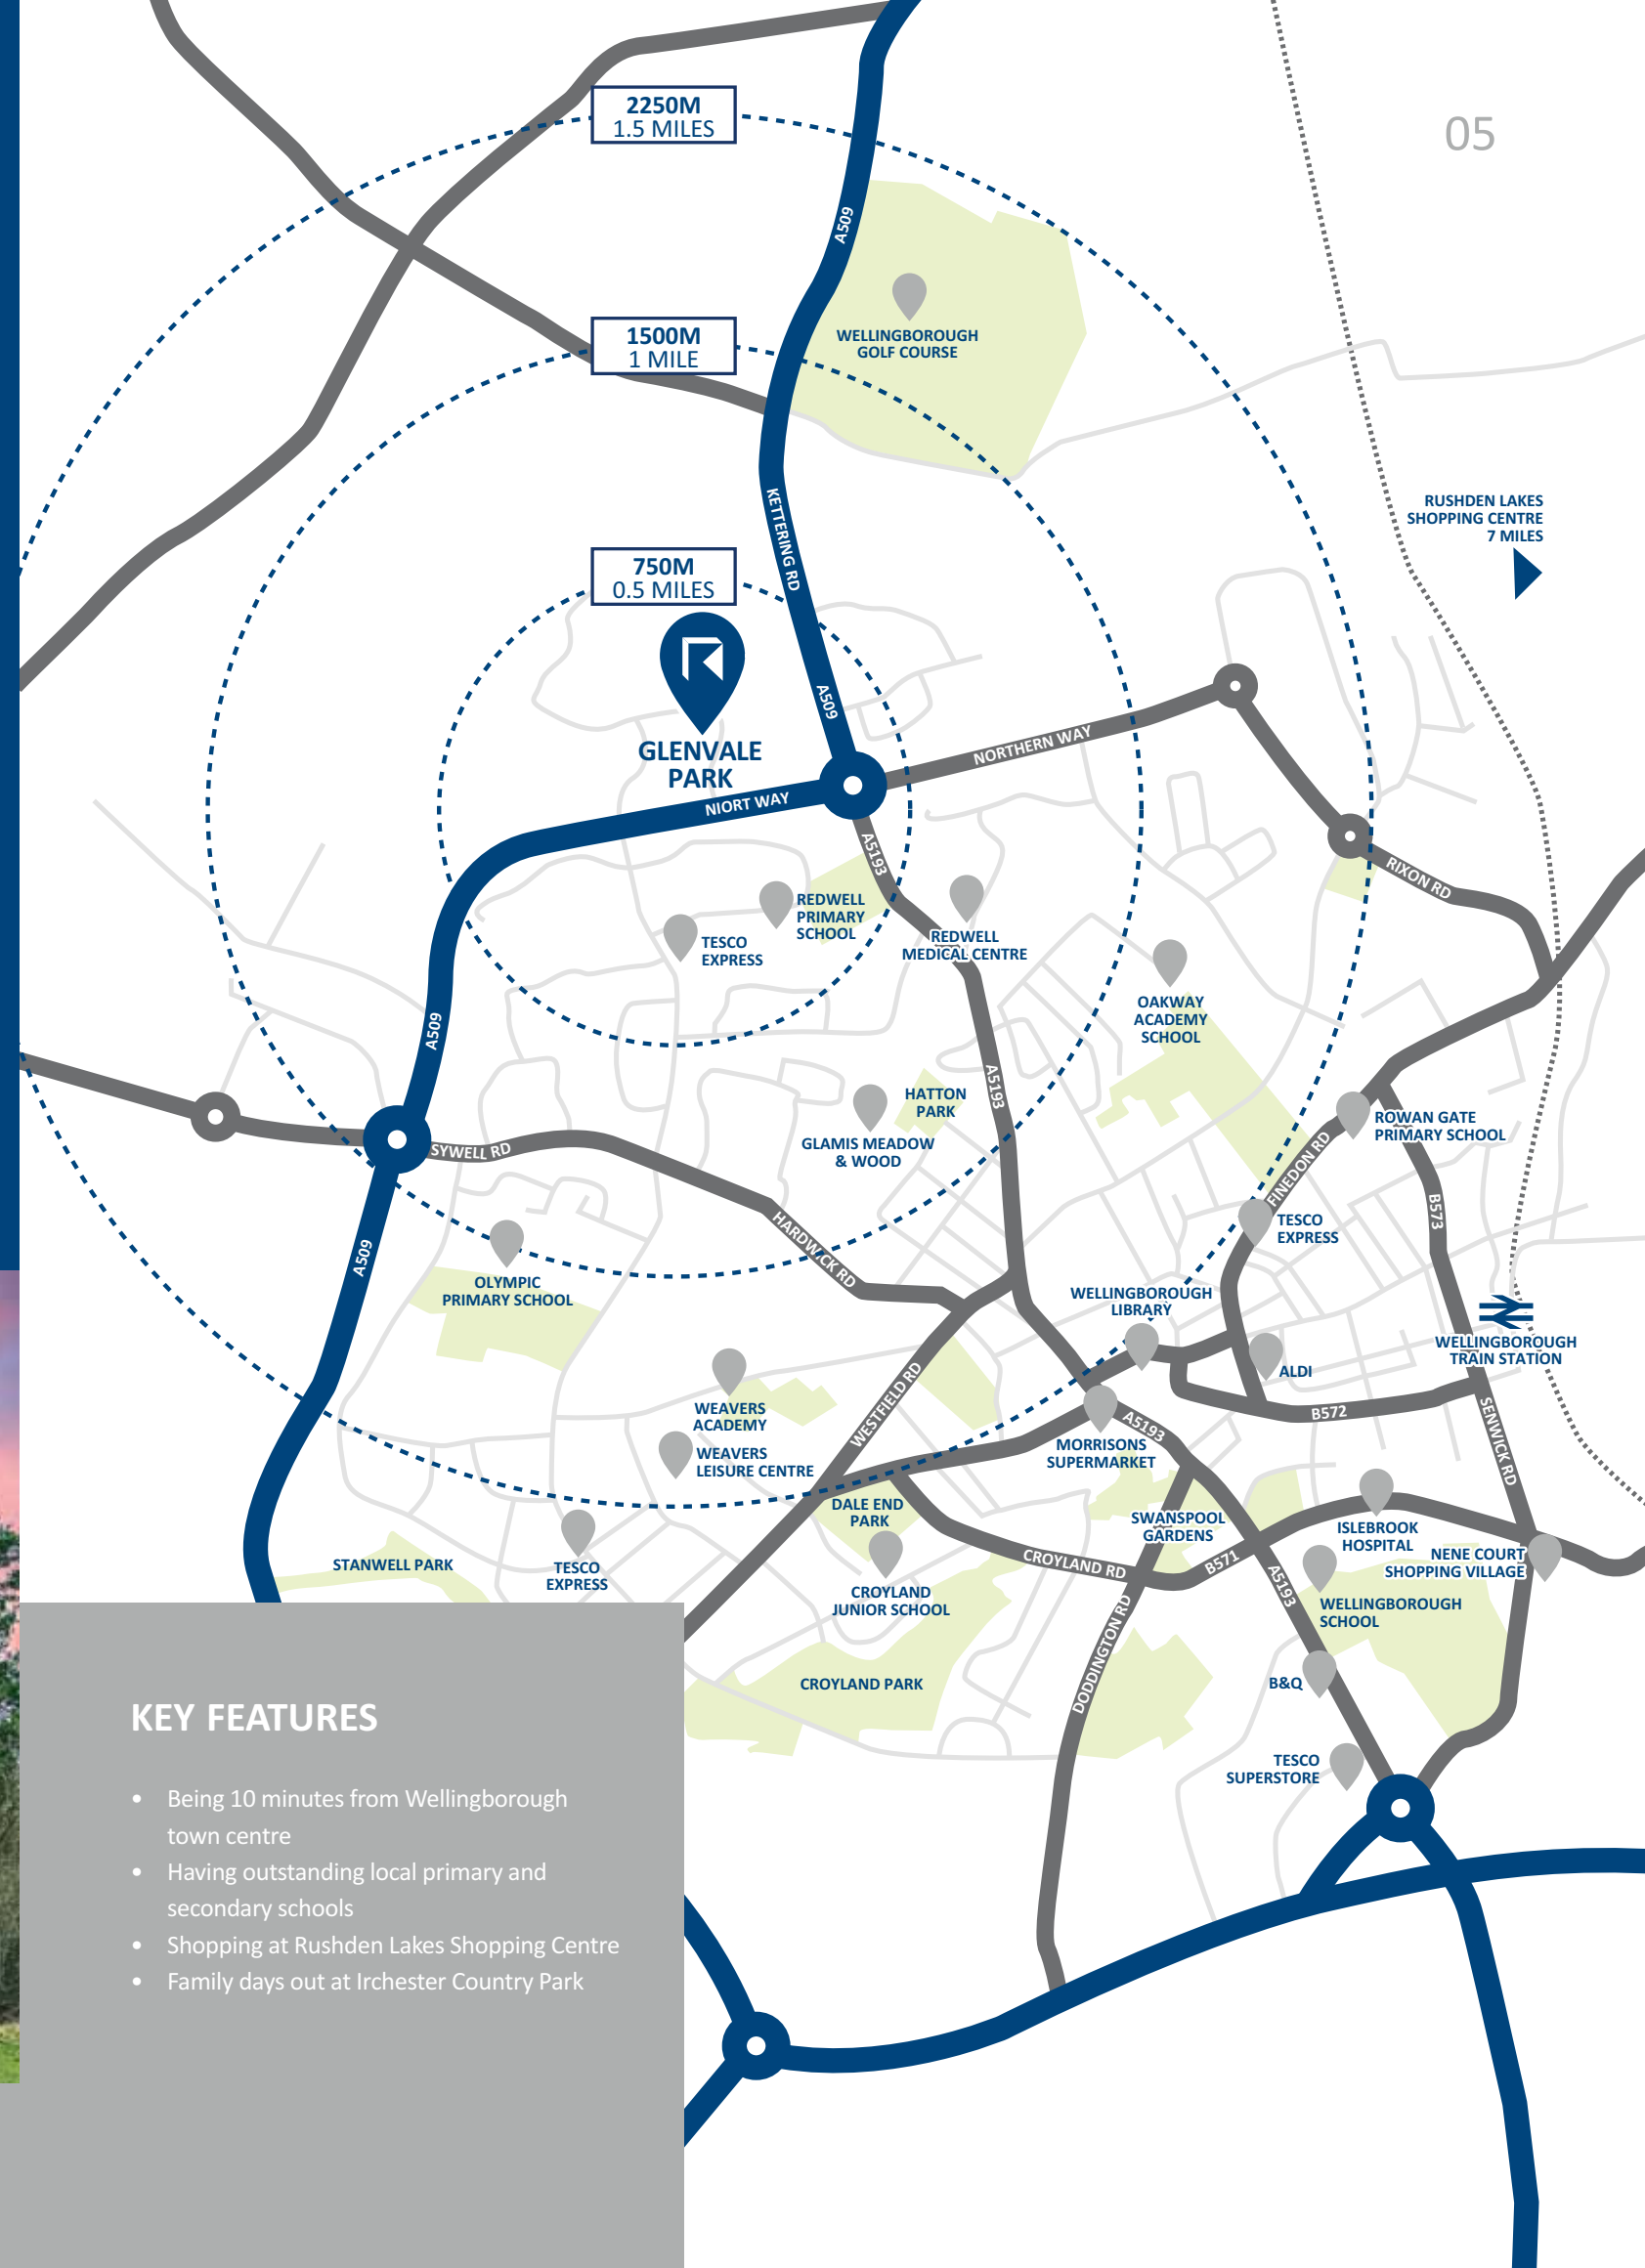 05
2250M
1.5 MILES
A509
WELLINGBOROUGH
GOLF COURSE
1500M
1 MILE
KETTERING RD
RUSHDEN LAKES
SHOPPING CENTRE
7 MILES
750M
0.5 MILES
A509
GLENVALE
PARK
NORTHERN WAY
NIORT WAY
A5193
RIXON RD
REDWELL
PRIMARY
SCHOOL
TESCO
EXPRESS
REDWELL
MEDICAL CENTRE
OAKWAY
ACADEMY
SCHOOL
A509
A5193
HATTON
PARK
GLAMIS MEADOW
& WOOD
ROWAN GATE
PRIMARY SCHOOL
SYWELL RD
FINEDON RD
B573
TESCO
EXPRESS
HARDWICK RD
A509
OLYMPIC
PRIMARY SCHOOL
WELLINGBOROUGH
LIBRARY
WELLINGBOROUGH
TRAIN STATION
ALDI
WEAVERS
ACADEMY
WESTFIELD RD
B572
A5193
SENWICK RD
MORRISONS
SUPERMARKET
WEAVERS
LEISURE CENTRE
DALE END
PARK
SWANSPOOL
GARDENS
ISLEBROOK
HOSPITAL
NENE COURT
SHOPPING VILLAGE
STANWELL PARK
TESCO
EXPRESS
CROYLAND RD
B571
A5193
CROYLAND
JUNIOR SCHOOL
WELLINGBOROUGH
SCHOOL
DODDINGTON RD
CROYLAND PARK
B&Q
TESCO
SUPERSTORE
KEY FEATURES
• Being 10 minutes from Wellingborough
town centre
• Having outstanding local primary and
secondary schools
• Shopping at Rushden Lakes Shopping Centre
• Family days out at Irchester Country Park